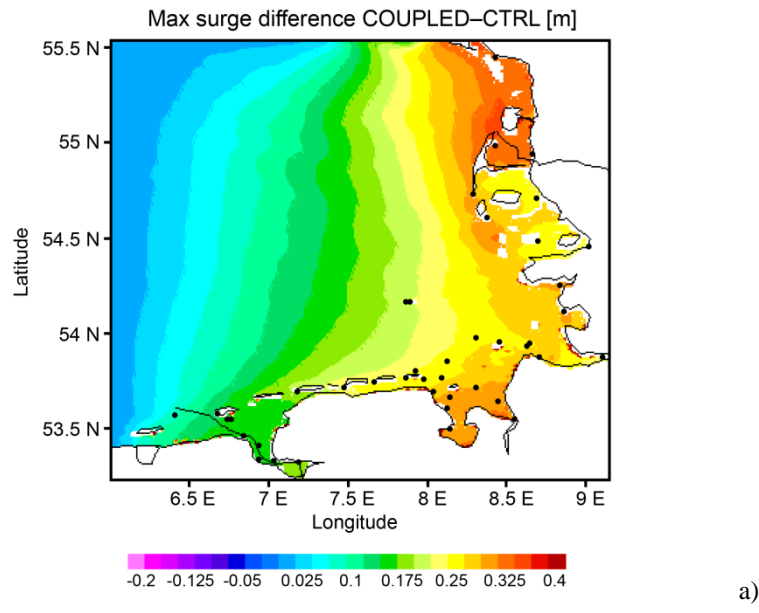 Max surge difference COUPLED–CTRL [m]
55.5 N
55 N
54.5 N
54 N
53.5 N
Latitude
6.5 E 7 E 7.5 E 8 E 8.5 E 9 E
Longitude
-0.2 -0.125 -0.05 0.025 0.1 0.175 0.25 0.325 0.4
a)